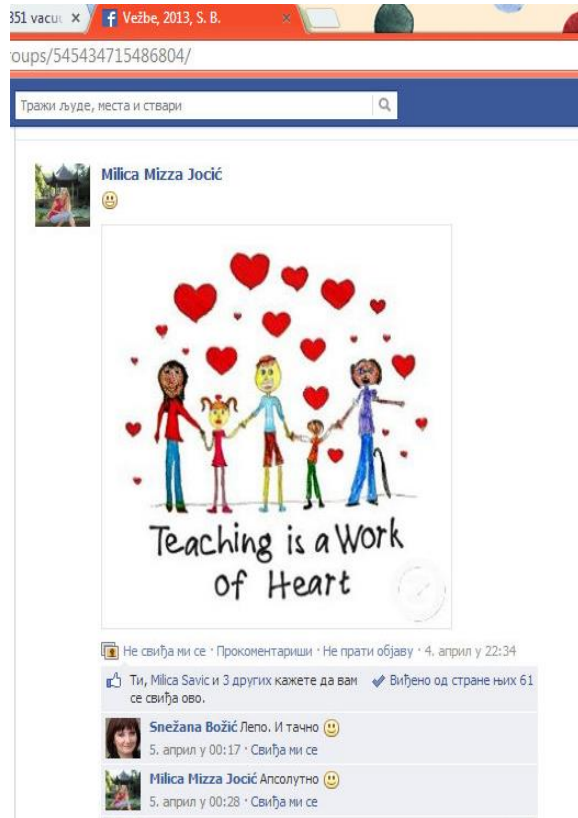 351 vacuu
Vežbe, 2013, S. B.
roups/545434715486804/
Тражи људе, места и ствари
Milica Mizza Jocić
Teaching is a Work
of Heart
Не свиђа ми се · Прокоментариши · Не прати објаву · 4. април у 22:34
Ти, Milica Savic и 3 других кажете да вам
се свиђа ово.
Виђено од стране њих 61
Snežana Božić Лепо. И тачно
5. април у 00:17 · Свиђа ми се
Milica Mizza Jocić Апсолутно
5. април у 00:28 · Свиђа ми се